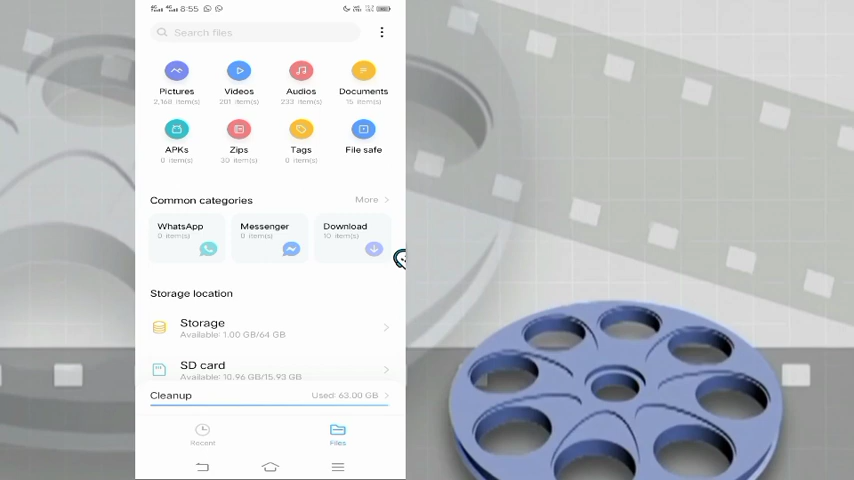 8:55
Search files
Pictures Videos Audios Documents
2,168 item(s) 201 item(s) 233 item(s) 15 item(s)
APKs Zips Tags File safe
0 item(s) 30 item(s) 0 item(s)
Common categories More
WhatsApp Messenger Download
0 item(s) 0 item(s) 10 item(s)
Storage location
Storage
Available: 1.00 GB/64 GB
SD card
Available: 10.96 GB/15.93 GB
Cleanup Used: 63.00 GB
Recent Files